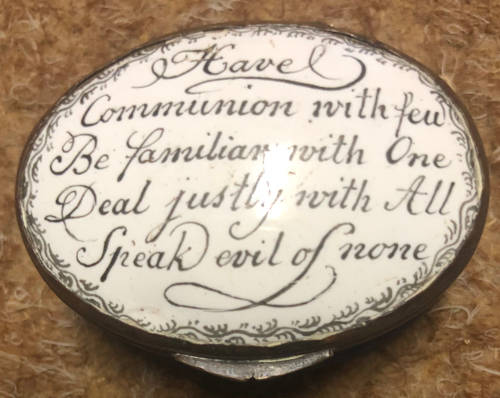 Have
Communion with few
Be familiar with One
Deal justly with All
Speak evil of none